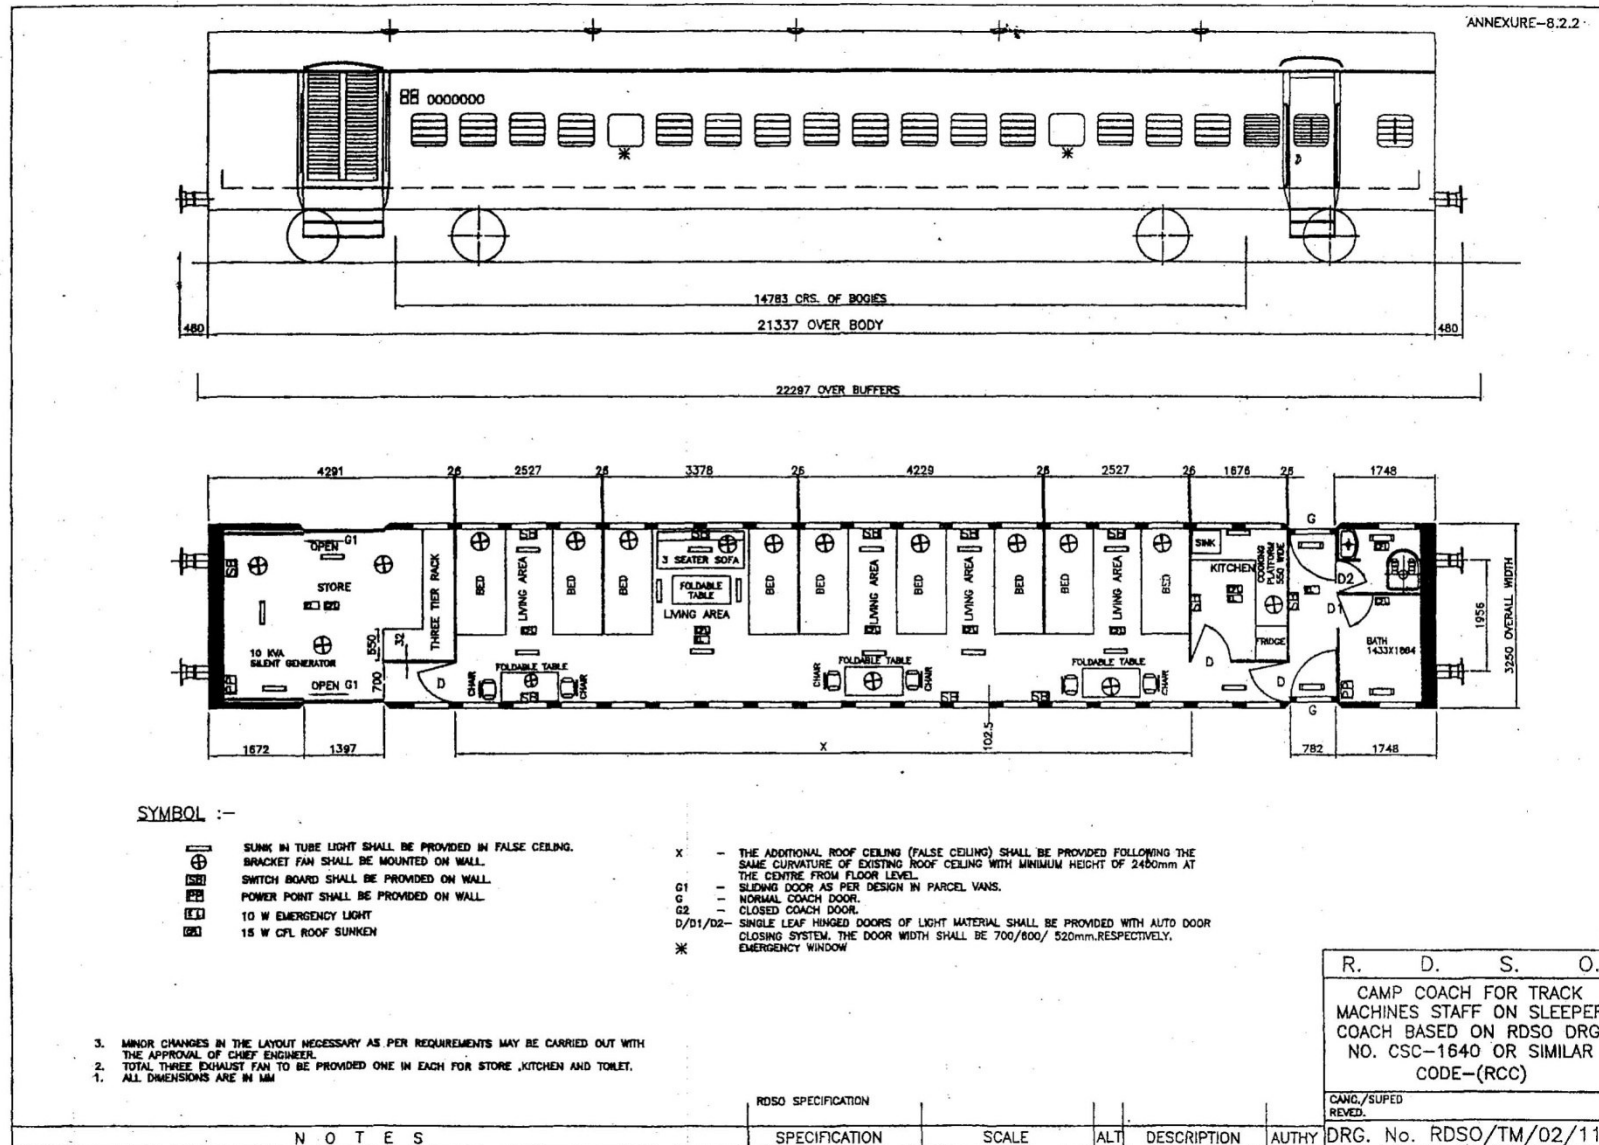 ANNEXURE-8.2.2
0000000
D
14783 CRS. OF BOGIES
480
21337 OVER BODY
480
22297 OVER BUFFERS
4291 26 2527 26 3378 26 4229 26 2527 26 1676 26 1748
OPEN G1
STORE
10 KVA
SILENT GENERATOR
OPEN G1
SB
PP
550
32
700
THREE TIER RACK
D
BED
LIVING AREA
BED
BED
3 SEATER SOFA
FOLDABLE
TABLE
LIVING AREA
BED
BED
LIVING AREA
BED
LIVING AREA
BED
BED
LIVING AREA
BED
CHAIR
FOLDABLE TABLE
CHAIR
CHAIR
FOLDABLE TABLE
CHAIR
FOLDABLE TABLE
CHAIR
SINK
KITCHEN
COOKING
PLATFORM
550 WIDE
FRIDGE
D
D
G
D2
D1
BATH
1433X1664
PP
G
1956
3250 OVERALL WIDTH
1672 1397 X 102.5 782 1748
SYMBOL :-
SUNK IN TUBE LIGHT SHALL BE PROVIDED IN FALSE CEILING.
BRACKET FAN SHALL BE MOUNTED ON WALL.
SB SWITCH BOARD SHALL BE PROVIDED ON WALL.
PP POWER POINT SHALL BE PROVIDED ON WALL
10 W EMERGENCY LIGHT
15 W CFL ROOF SUNKEN
X - THE ADDITIONAL ROOF CEILING (FALSE CEILING) SHALL BE PROVIDED FOLLOWING THE
SAME CURVATURE OF EXISTING ROOF CEILING WITH MINIMUM HEIGHT OF 2400mm AT
THE CENTRE FROM FLOOR LEVEL.
G1 - SLIDING DOOR AS PER DESIGN IN PARCEL VANS.
G - NORMAL COACH DOOR.
G2 - CLOSED COACH DOOR.
D/D1/D2- SINGLE LEAF HINGED DOORS OF LIGHT MATERIAL SHALL BE PROVIDED WITH AUTO DOOR
CLOSING SYSTEM. THE DOOR WIDTH SHALL BE 700/600/ 520mm.RESPECTIVELY.
EMERGENCY WINDOW
3. MINOR CHANGES IN THE LAYOUT NECESSARY AS PER REQUIREMENTS MAY BE CARRIED OUT WITH
THE APPROVAL OF CHIEF ENGINEER.
2. TOTAL THREE EXHAUST FAN TO BE PROVIDED ONE IN EACH FOR STORE ,KITCHEN AND TOILET.
1. ALL DIMENSIONS ARE IN MM
N O T E S
RDSO SPECIFICATION
SPECIFICATION SCALE ALT DESCRIPTION AUTHY
R. D. S. O.
CAMP COACH FOR TRACK
MACHINES STAFF ON SLEEPER
COACH BASED ON RDSO DRG.
NO. CSC-1640 OR SIMILAR
CODE-(RCC)
CANC./SUPED
REVED.
DRG. No. RDSO/TM/02/11